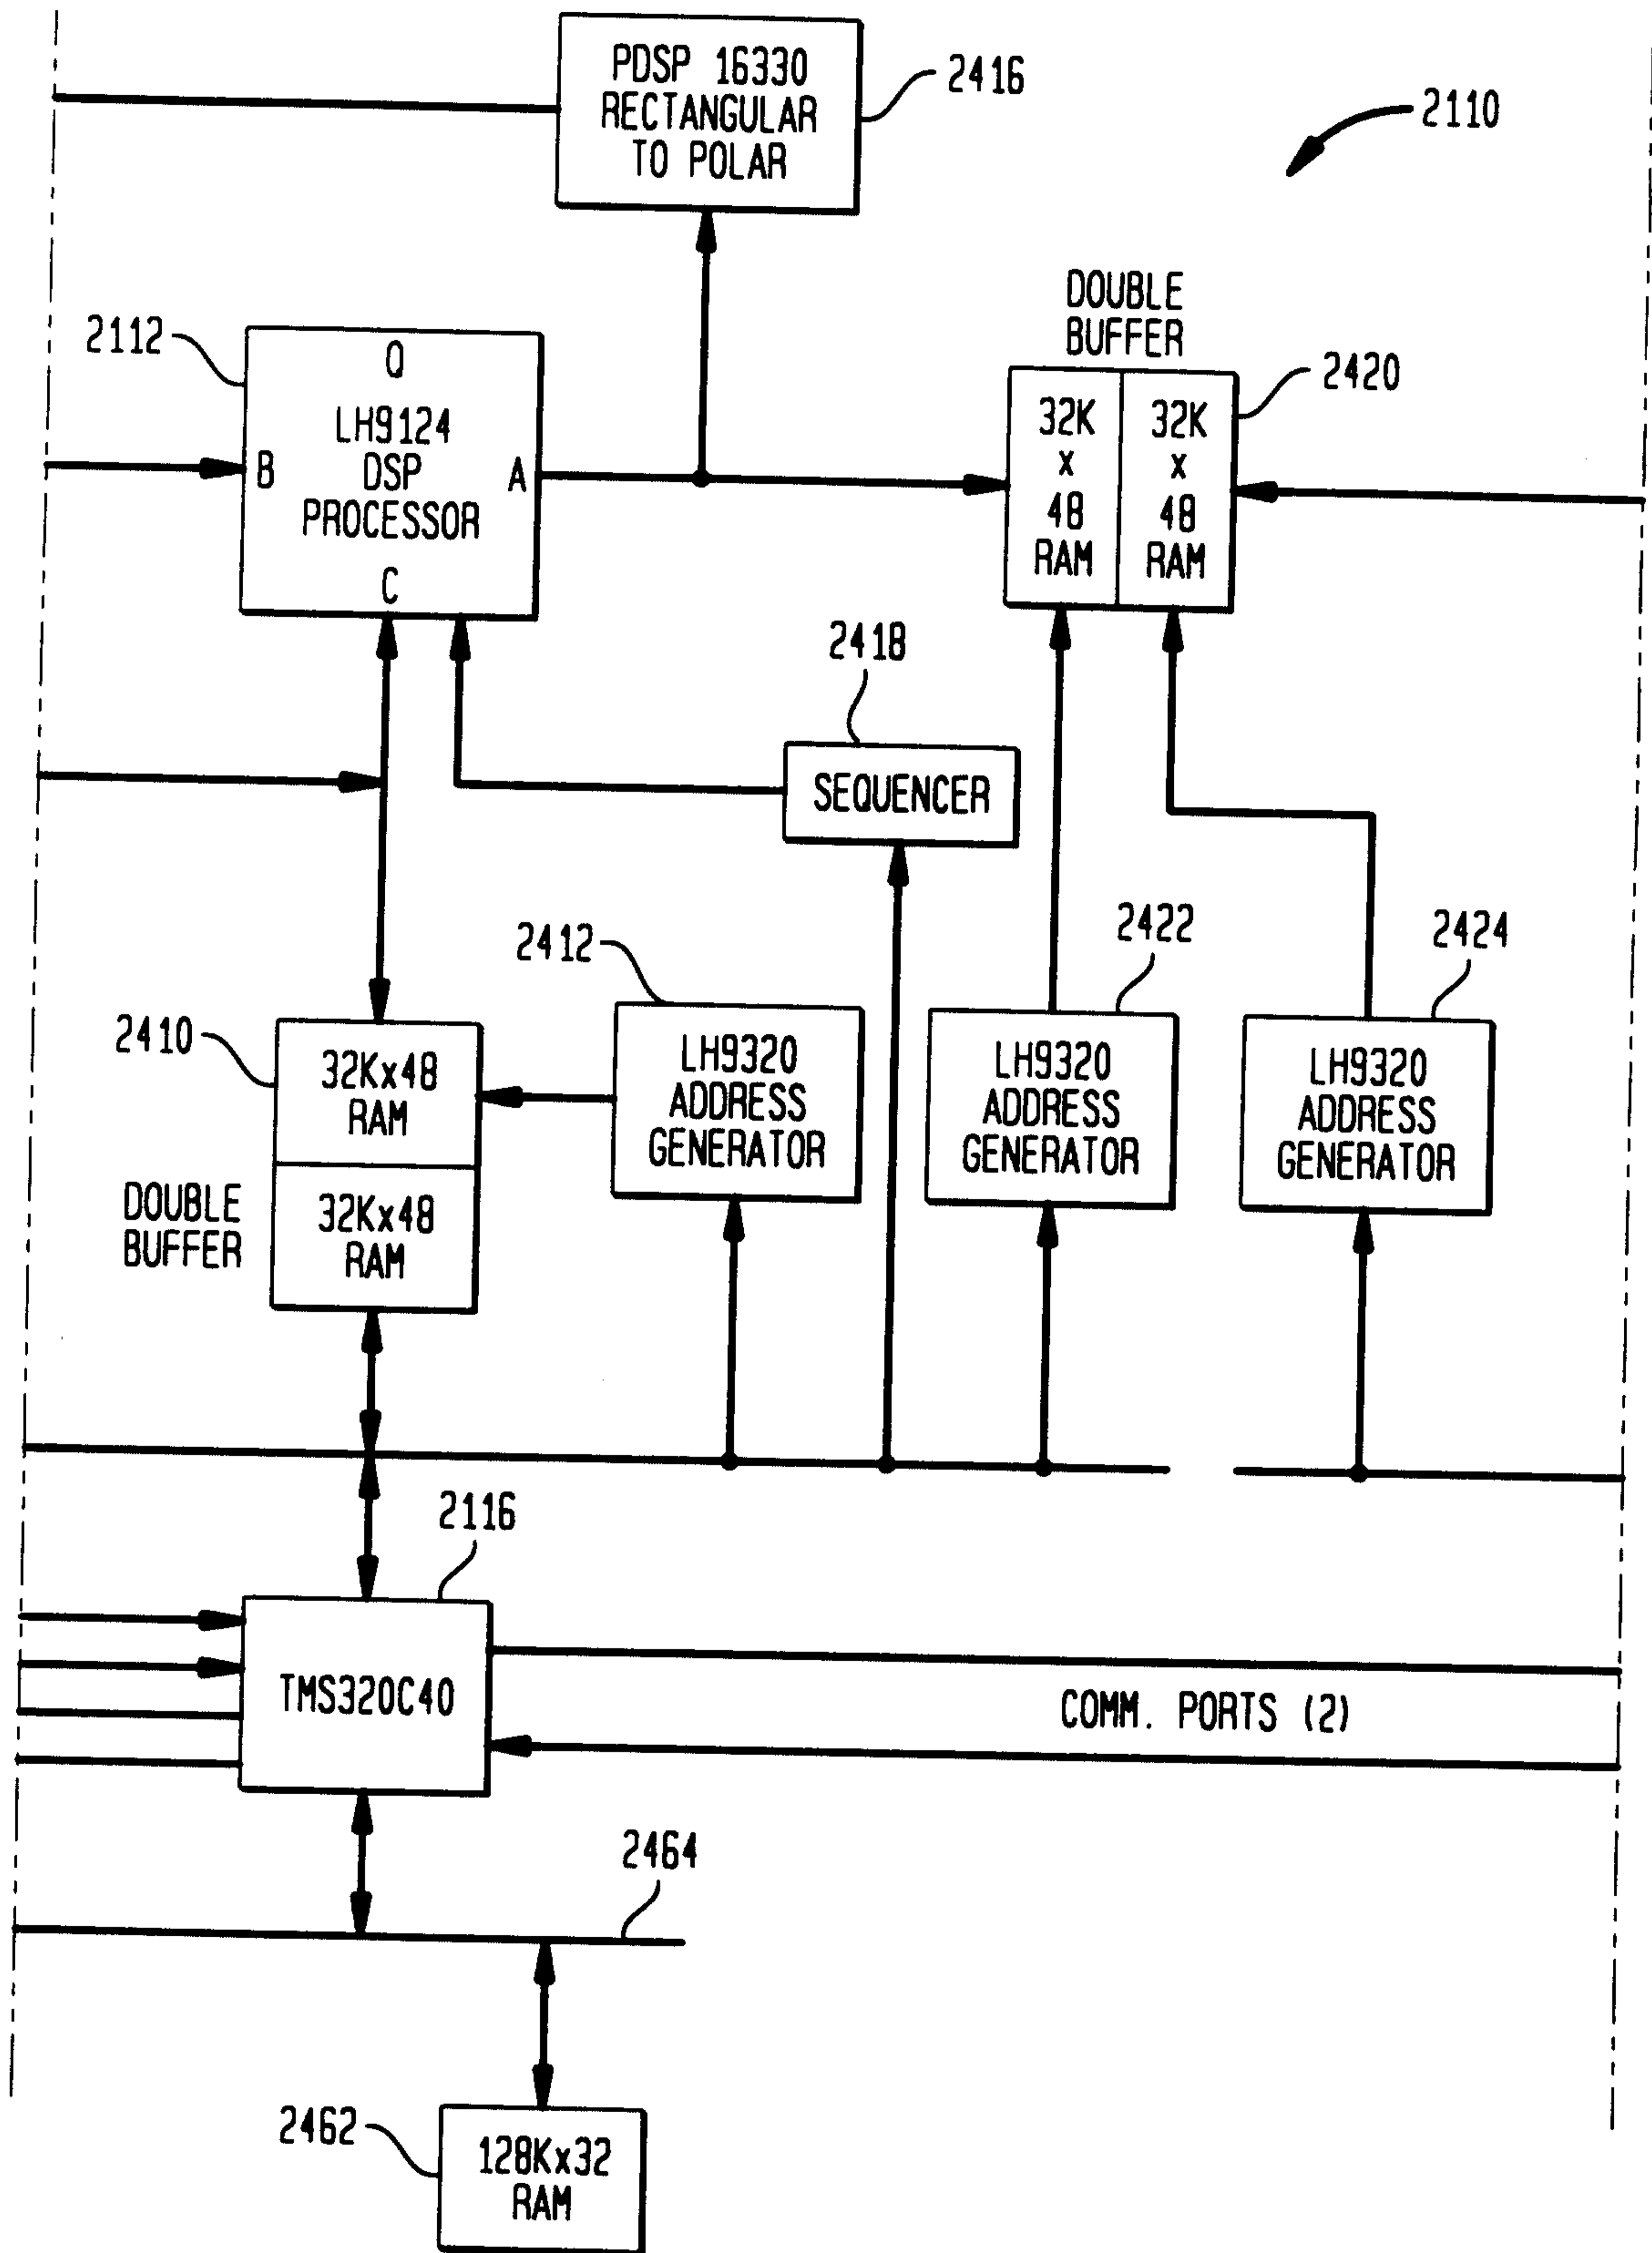 PDSP 16330
RECTANGULAR
TO POLAR
2416
2110
DOUBLE
BUFFER
2112
Q
LH9124
DSP
PROCESSOR
B
A
C
2420
32K
x
48
RAM
32K
x
48
RAM
2418
SEQUENCER
2412
2422
2424
2410
32Kx48
RAM
32Kx48
RAM
DOUBLE
BUFFER
LH9320
ADDRESS
GENERATOR
LH9320
ADDRESS
GENERATOR
LH9320
ADDRESS
GENERATOR
2116
TMS320C40
COMM. PORTS (2)
2464
2462
128Kx32
RAM